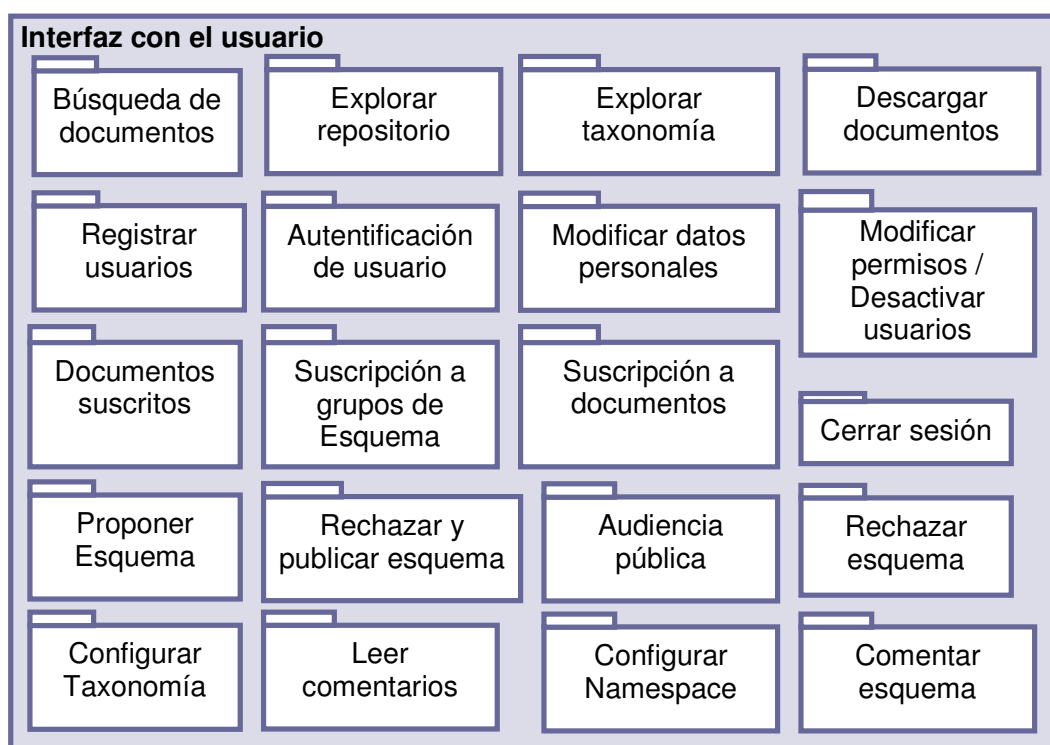 Interfaz con el usuario
Búsqueda de
documentos
Explorar
repositorio
Explorar
taxonomía
Descargar
documentos
Registrar
usuarios
Autentificación
de usuario
Modificar datos
personales
Modificar
permisos /
Desactivar
usuarios
Documentos
suscritos
Suscripción a
grupos de
Esquema
Suscripción a
documentos
Cerrar sesión
Proponer
Esquema
Rechazar y
publicar esquema
Audiencia
pública
Rechazar
esquema
Configurar
Taxonomía
Leer
comentarios
Configurar
Namespace
Comentar
esquema